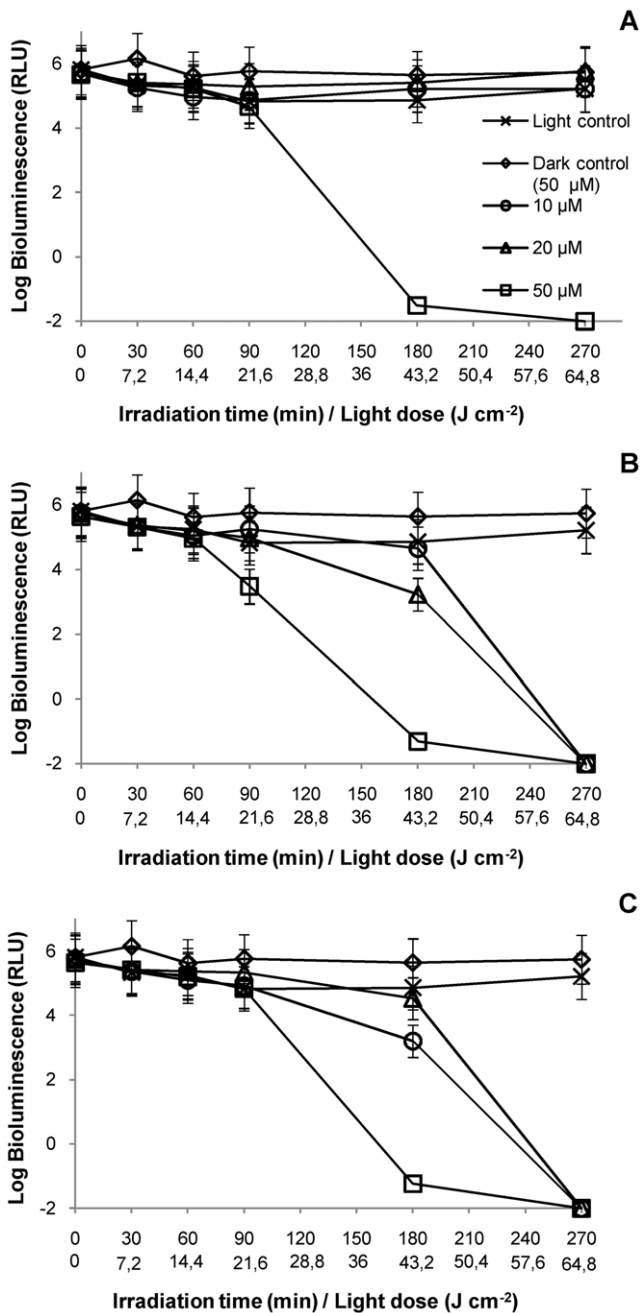 A
Log Bioluminescence (RLU)
6
4
2
0
-2
Light control
Dark control
(50 µM)
10 µM
20 µM
50 µM
0 30 60 90 120 150 180 210 240 270
0 7,2 14,4 21,6 28,8 36 43,2 50,4 57,6 64,8
Irradiation time (min) / Light dose (J cm-2)
B
Log Bioluminescence (RLU)
6
4
2
0
-2
0 30 60 90 120 150 180 210 240 270
0 7,2 14,4 21,6 28,8 36 43,2 50,4 57,6 64,8
Irradiation time (min) / Light dose (J cm-2)
C
Log Bioluminescence (RLU)
6
4
2
0
-2
0 30 60 90 120 150 180 210 240 270
0 7,2 14,4 21,6 28,8 36 43,2 50,4 57,6 64,8
Irradiation time (min) / Light dose (J cm-2)